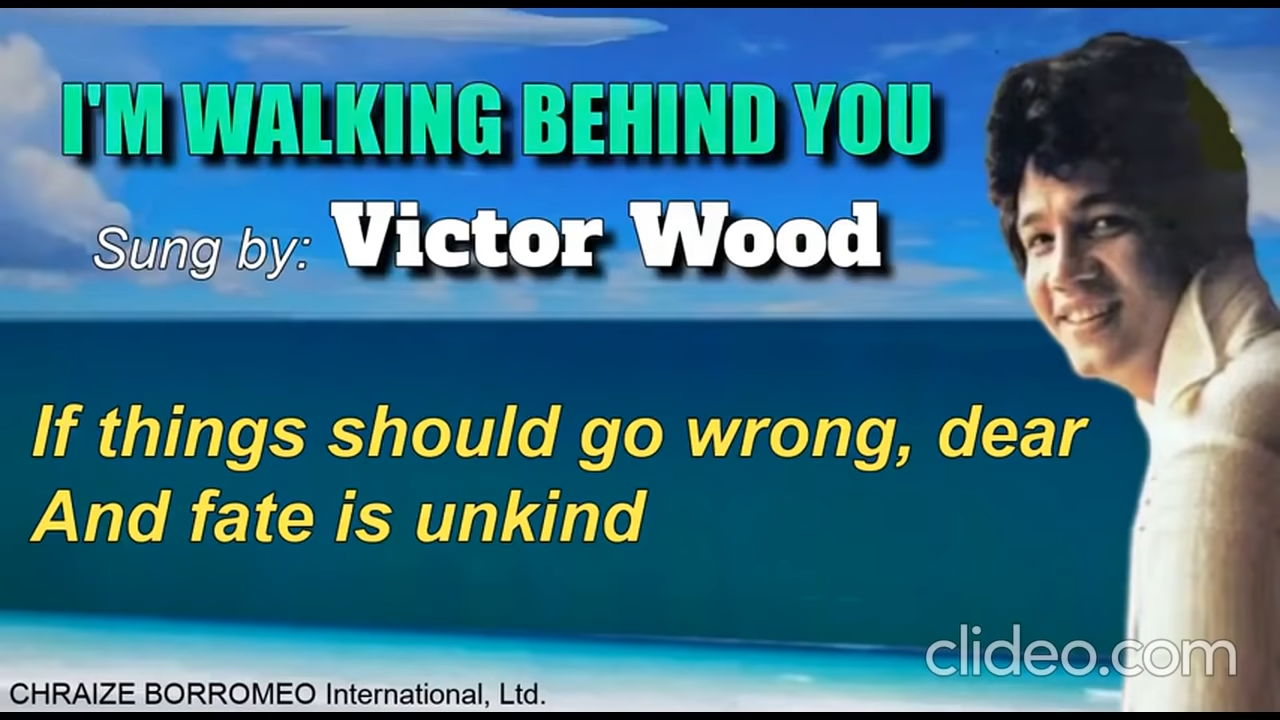 I'M WALKING BEHIND YOU
Sung by: Victor Wood
If things should go wrong, dear
And fate is unkind
clideo.com
CHRAIZE BORROMEO International, Ltd.